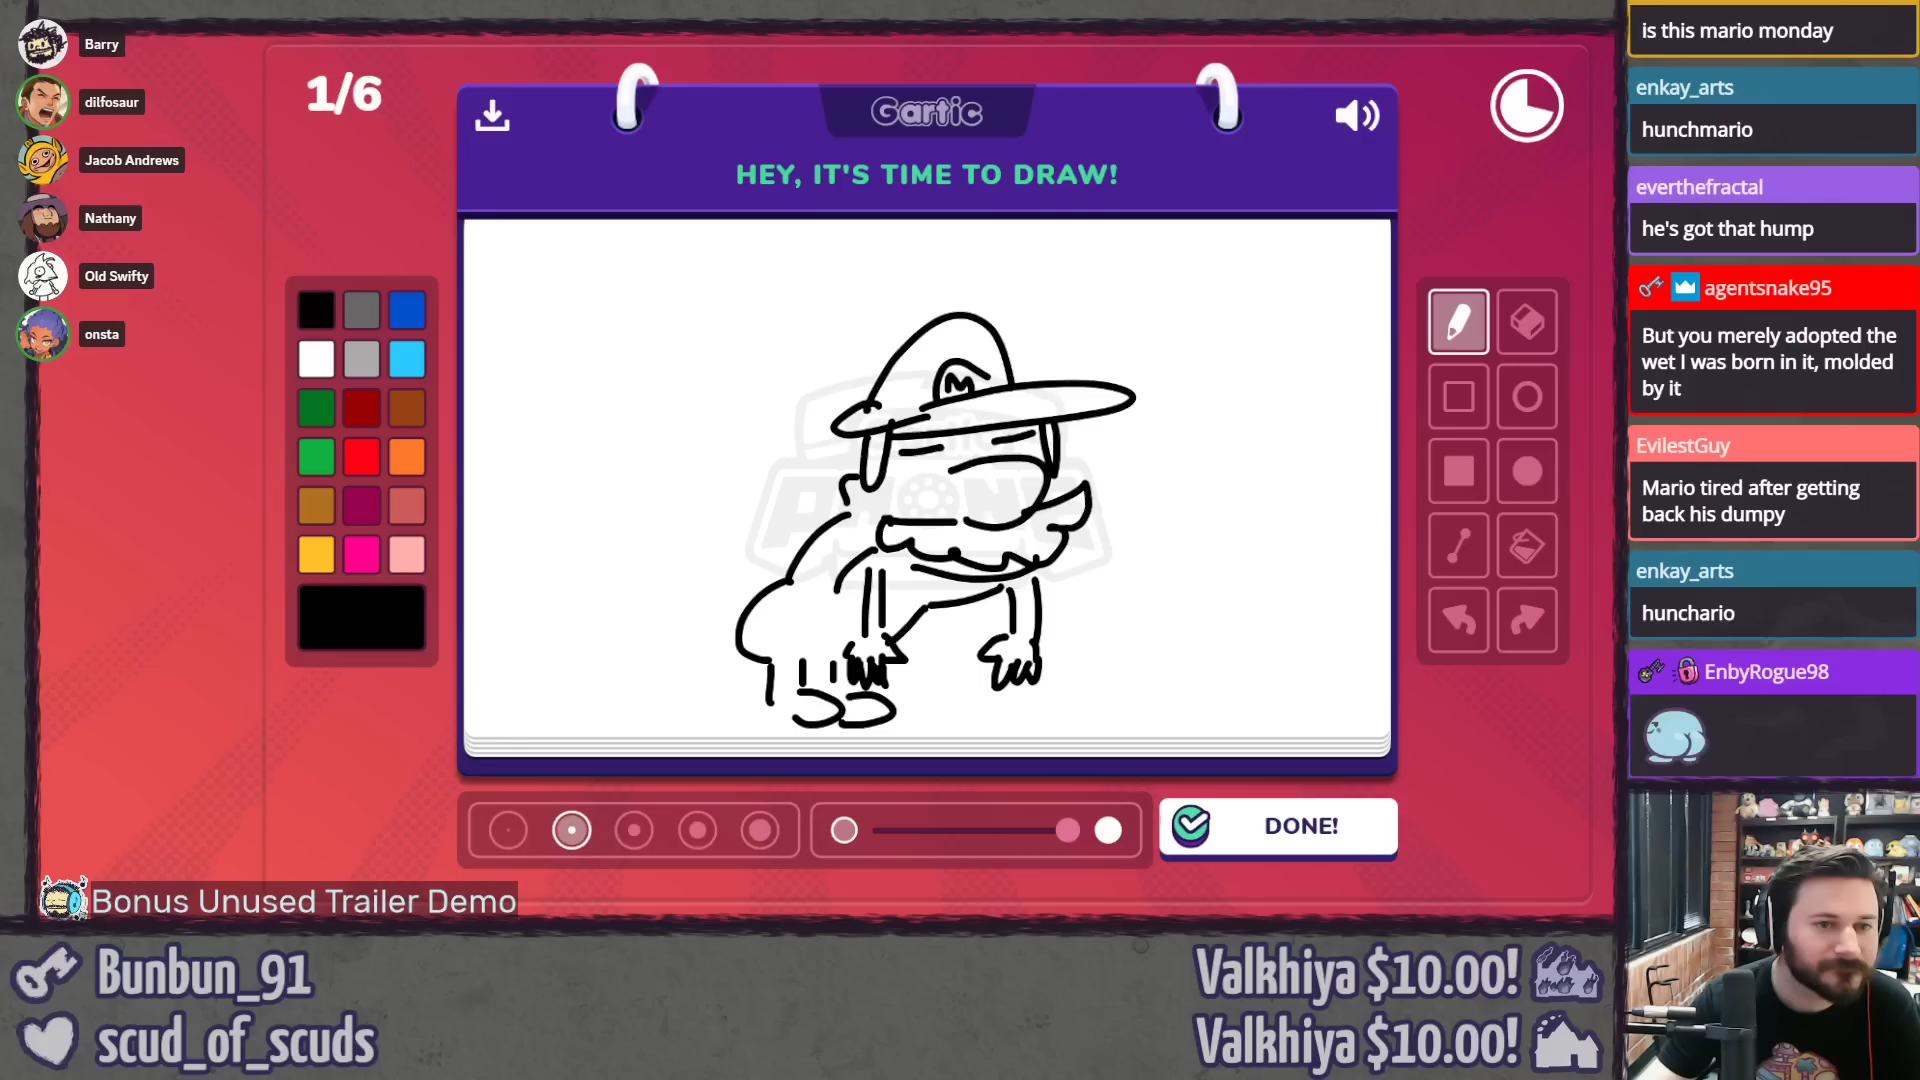 Barry
dilfosaur
Jacob Andrews
Nathany
Old Swifty
onsta
1/6
Gartic
HEY, IT'S TIME TO DRAW!
M
Gartic
PHONE
DONE!
Bonus Unused Trailer Demo
Bunbun_91
scud_of_scuds
Valkhiya $10.00!
Valkhiya $10.00!
is this mario monday
enkay_arts
hunchmario
everthefractal
he's got that hump
agentsnake95
But you merely adopted the
wet I was born in it, molded
by it
EvilestGuy
Mario tired after getting
back his dumpy
enkay_arts
hunchario
EnbyRogue98